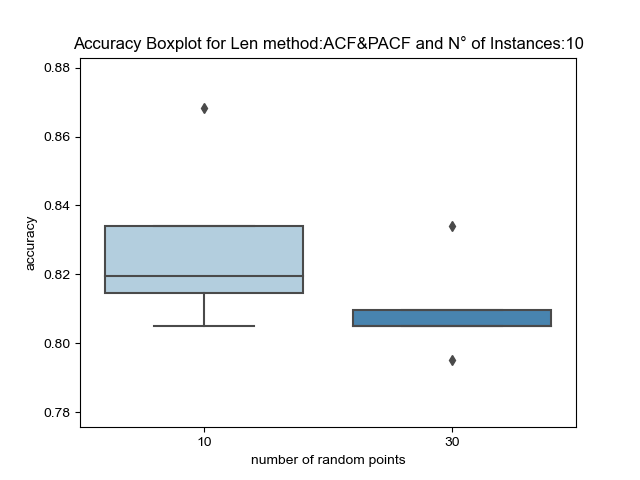 Accuracy Boxplot for Len method:ACF&PACF and N° of Instances:10
0.88
0.86
0.84
0.82
0.80
0.78
accuracy
10 30
number of random points